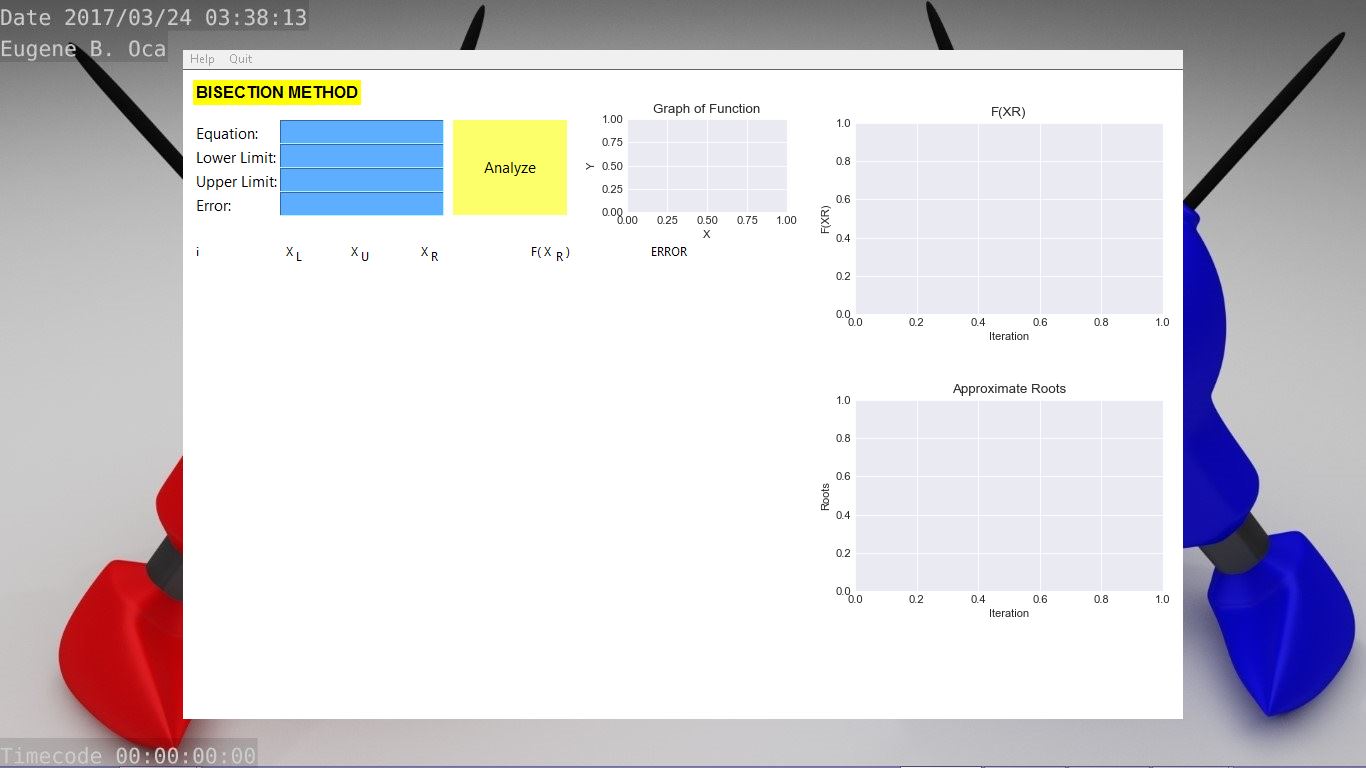 Date 2017/03/24 03:38:13
Eugene B. Oca
Help Quit
BISECTION METHOD
Equation:
Lower Limit:
Upper Limit:
Error:
Analyze
Graph of Function
1.00
0.75
0.50
0.25
0.00
Y
0.00 0.25 0.50 0.75 1.00
X
F(XR)
1.0
0.8
0.6
0.4
0.2
0.0
F(XR)
0.0 0.2 0.4 0.6 0.8 1.0
Iteration
i X L X U X R F( X R ) ERROR
Approximate Roots
1.0
0.8
0.6
0.4
0.2
0.0
Roots
0.0 0.2 0.4 0.6 0.8 1.0
Iteration
Timecode 00:00:00:00